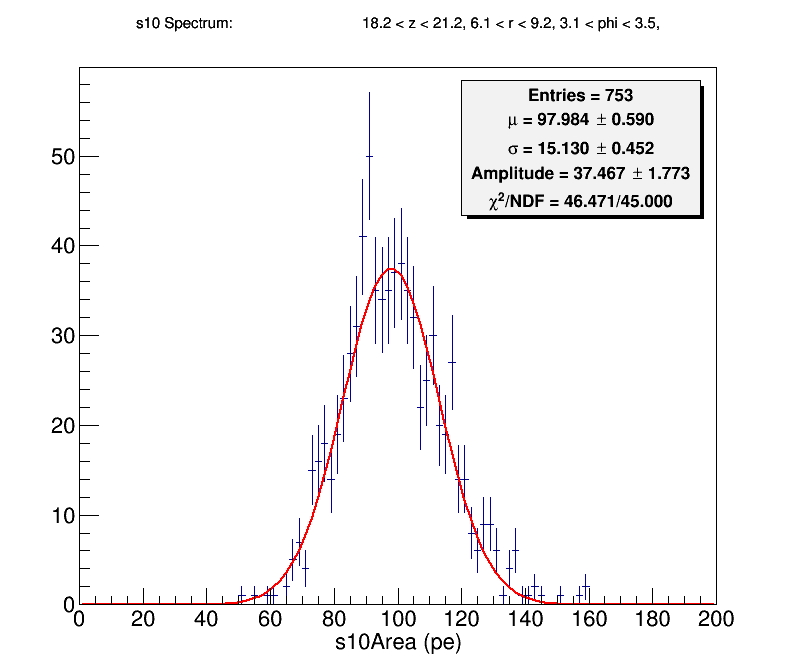 s10 Spectrum: 18.2 < z < 21.2, 6.1 < r < 9.2, 3.1 < phi < 3.5,
Entries = 753
μ = 97.984 ± 0.590
σ = 15.130 ± 0.452
Amplitude = 37.467 ± 1.773
χ²/NDF = 46.471/45.000
50
40
30
20
10
0
0 20 40 60 80 100 120 140 160 180 200
s10Area (pe)